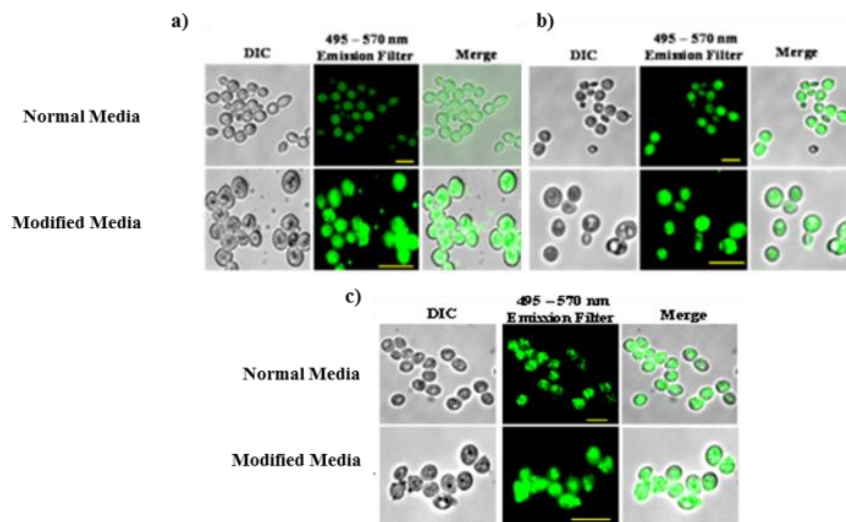 a)
b)
495 – 570 nm
495 – 570 nm
DIC
Emission Filter
Merge
DIC
Emission Filter
Merge
Normal Media
Modified Media
c)
495 – 570 nm
DIC
Emission Filter
Merge
Normal Media
Modified Media